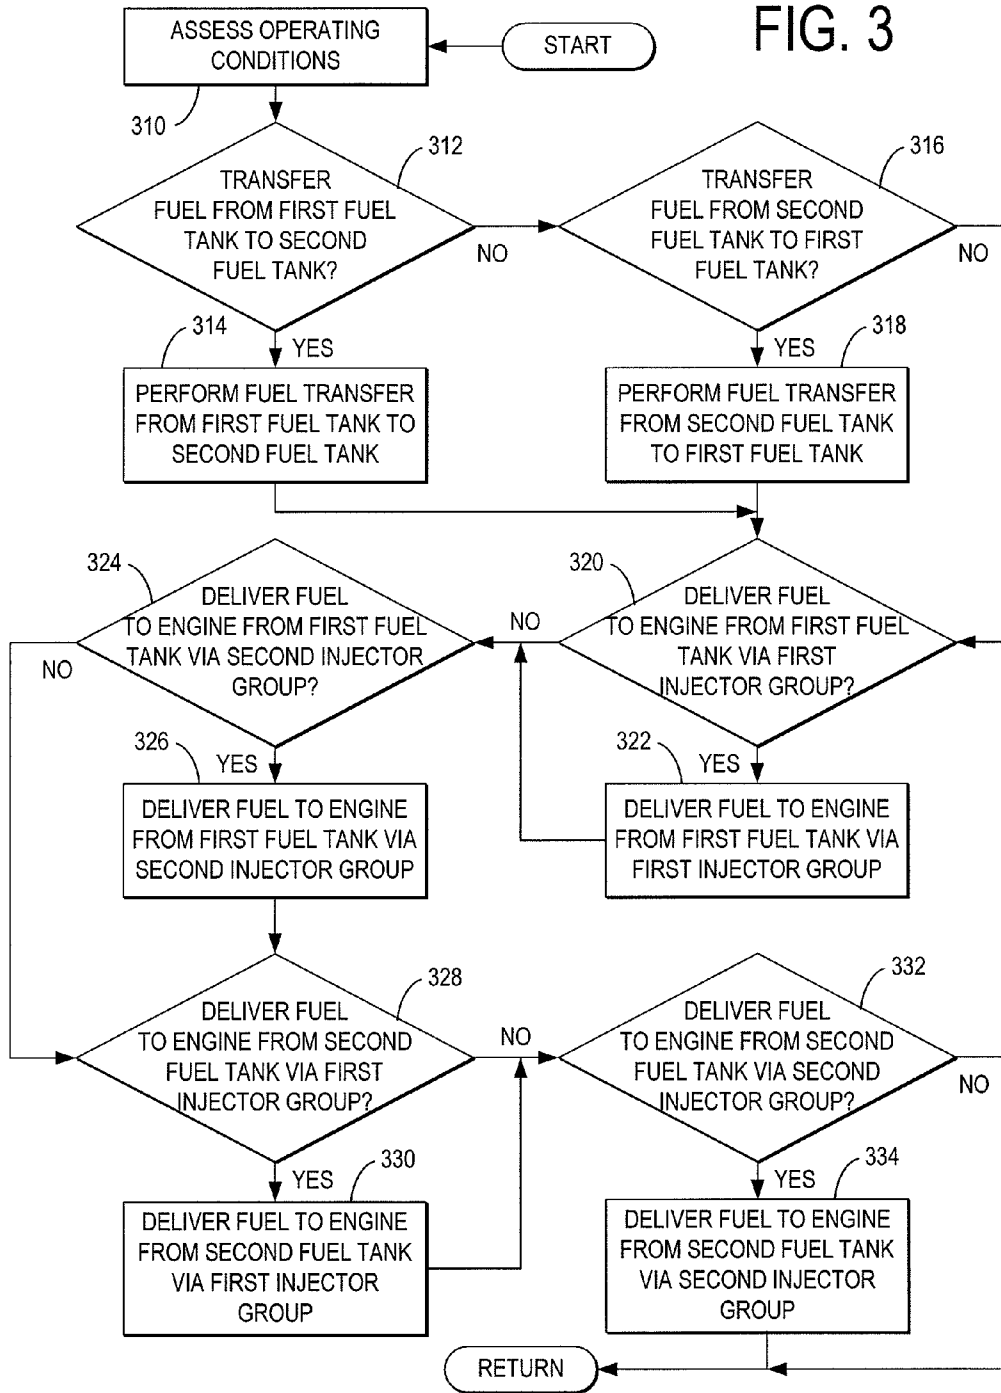 FIG. 3
START
ASSESS OPERATING
CONDITIONS
310
312
TRANSFER
FUEL FROM FIRST FUEL
TANK TO SECOND
FUEL TANK?
NO
316
TRANSFER
FUEL FROM SECOND
FUEL TANK TO FIRST
FUEL TANK?
NO
314
YES
PERFORM FUEL TRANSFER
FROM FIRST FUEL TANK TO
SECOND FUEL TANK
318
YES
PERFORM FUEL TRANSFER
FROM SECOND FUEL TANK
TO FIRST FUEL TANK
324
DELIVER FUEL
TO ENGINE FROM FIRST FUEL
TANK VIA SECOND INJECTOR
GROUP?
NO
320
DELIVER FUEL
TO ENGINE FROM FIRST FUEL
TANK VIA FIRST
INJECTOR GROUP?
NO
326
YES
DELIVER FUEL TO ENGINE
FROM FIRST FUEL TANK VIA
SECOND INJECTOR GROUP
322
YES
DELIVER FUEL TO ENGINE
FROM FIRST FUEL TANK VIA
FIRST INJECTOR GROUP
328
DELIVER FUEL
TO ENGINE FROM SECOND
FUEL TANK VIA FIRST
INJECTOR GROUP?
NO
332
DELIVER FUEL
TO ENGINE FROM SECOND
FUEL TANK VIA SECOND
INJECTOR GROUP?
NO
YES
330
DELIVER FUEL TO ENGINE
FROM SECOND FUEL TANK
VIA FIRST INJECTOR
GROUP
YES
334
DELIVER FUEL TO ENGINE
FROM SECOND FUEL TANK
VIA SECOND INJECTOR
GROUP
RETURN